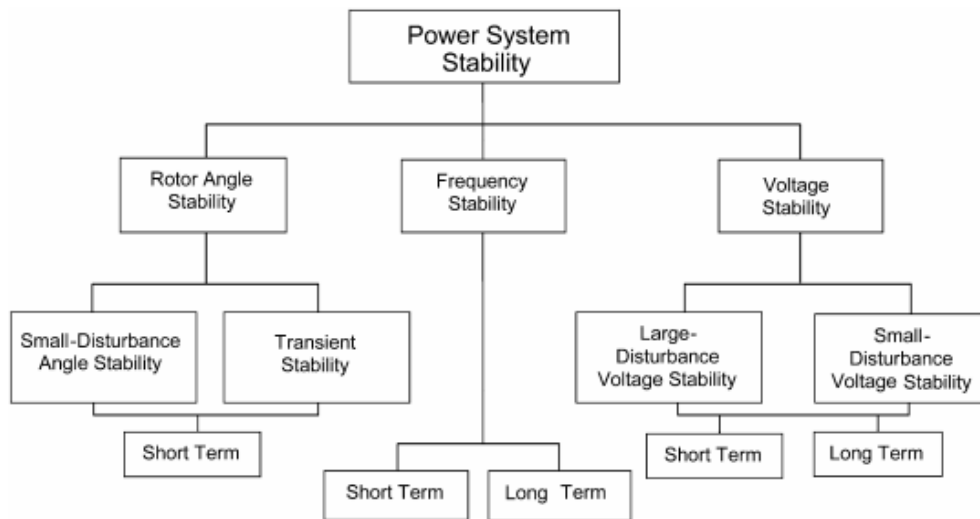 Power System
Stability
Rotor Angle
Stability
Frequency
Stability
Voltage
Stability
Small-Disturbance
Angle Stability
Transient
Stability
Large-
Disturbance
Voltage Stability
Small-
Disturbance
Voltage Stability
Short Term
Short Term
Long Term
Short Term
Long Term